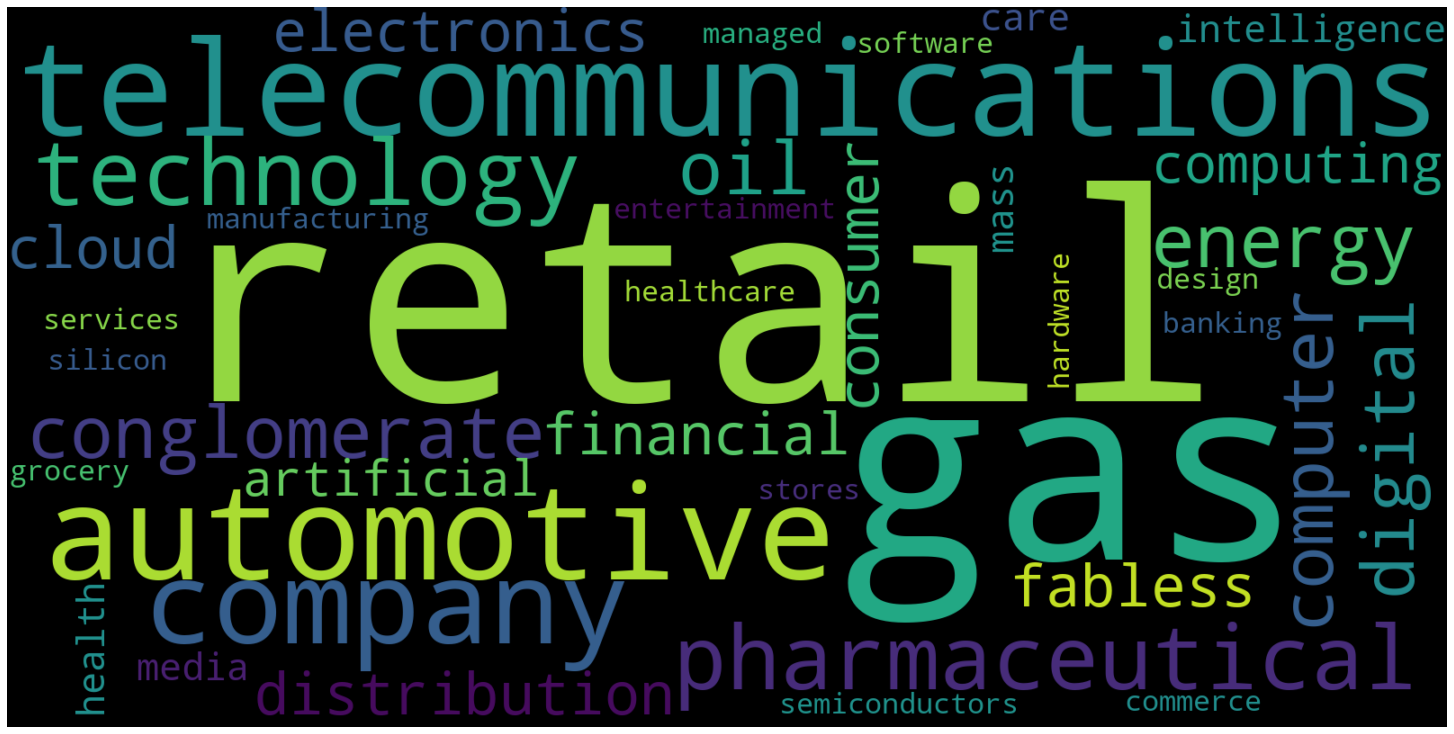 electronics
managed
software
care
intelligence
telecommunications
technology
oil
consumer
mass
computing
cloud
manufacturing
entertainment
retail
energy
healthcare
hardware
design
services
silicon
banking
computer
digital
conglomerate
financial
grocery
artificial
stores
gas
automotive
company
fabless
health
media
distribution
pharmaceutical
semiconductors
commerce